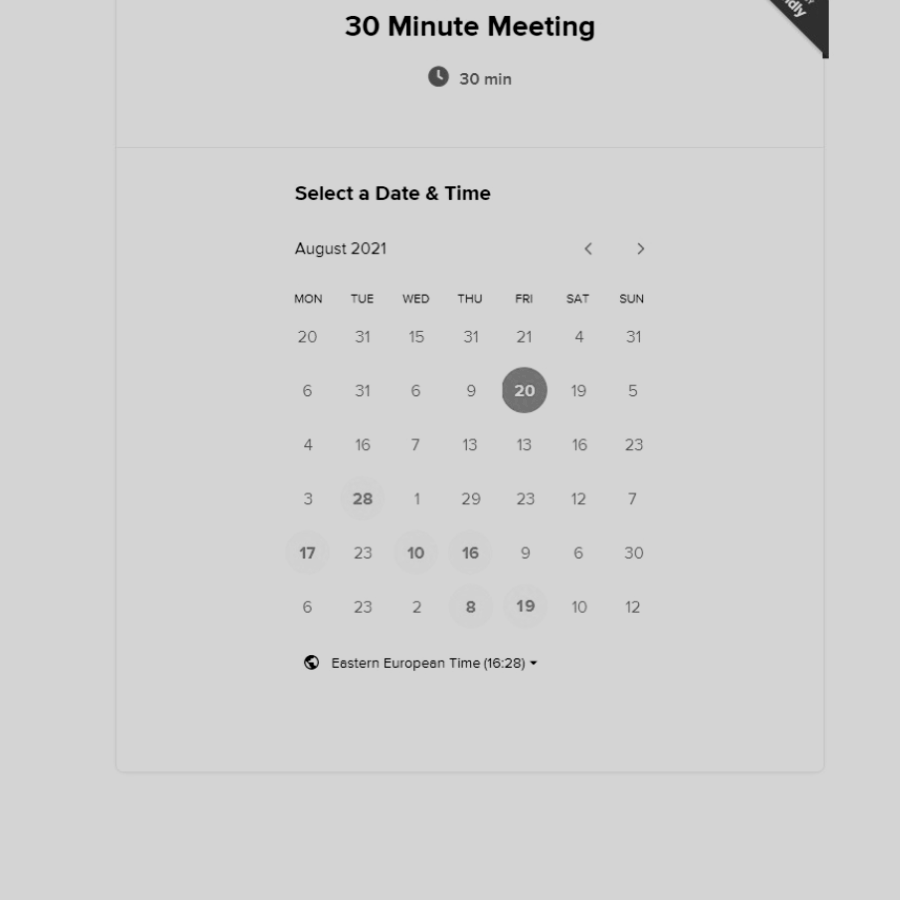 30 Minute Meeting
30 min
Select a Date & Time
August 2021
MON TUE WED THU FRI SAT SUN
20 31 15 31 21 4 31
6 31 6 9 20 19 5
4 16 7 13 13 16 23
3 28 1 29 23 12 7
17 23 10 16 9 6 30
6 23 2 8 19 10 12
Eastern European Time (16:28)